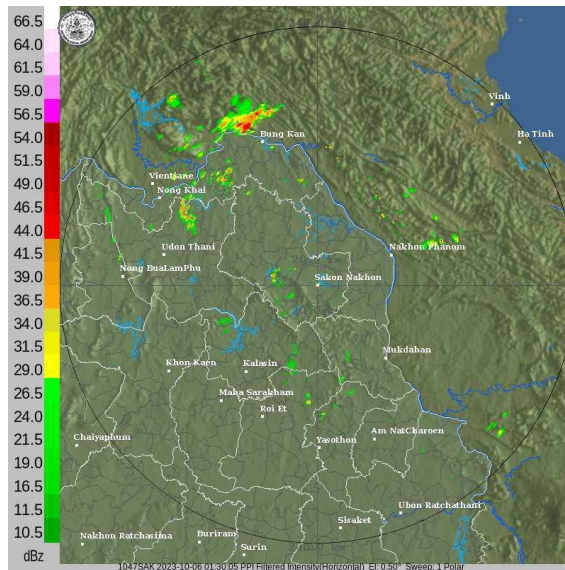 66.5
64.0
61.5
59.0
56.5
54.0
51.5
49.0
46.5
44.0
41.5
39.0
36.5
34.0
31.5
29.0
26.5
24.0
21.5
19.0
16.5
14.0
11.5
10.5
dBz
Vinh
Ha Tinh
Bung Kan
Vientiane
Nong Khai
Udon Thani
Nakhon Phanom
Nong BuaLamPhu
Sakon Nakhon
Mukdahan
Khon Kaen
Kalasin
Maha Sarakham
Roi Et
Chaiyaphum
Yasothon
Am NatCharoen
Ubon Ratchathani
Sisaket
Nakhon Ratchasima
Buriram
Surin
1047SAK 2023-10-06 01:30:05 PPI Filtered Intensity(Horizontal) El: 0.50° Sweep: 1 Polar